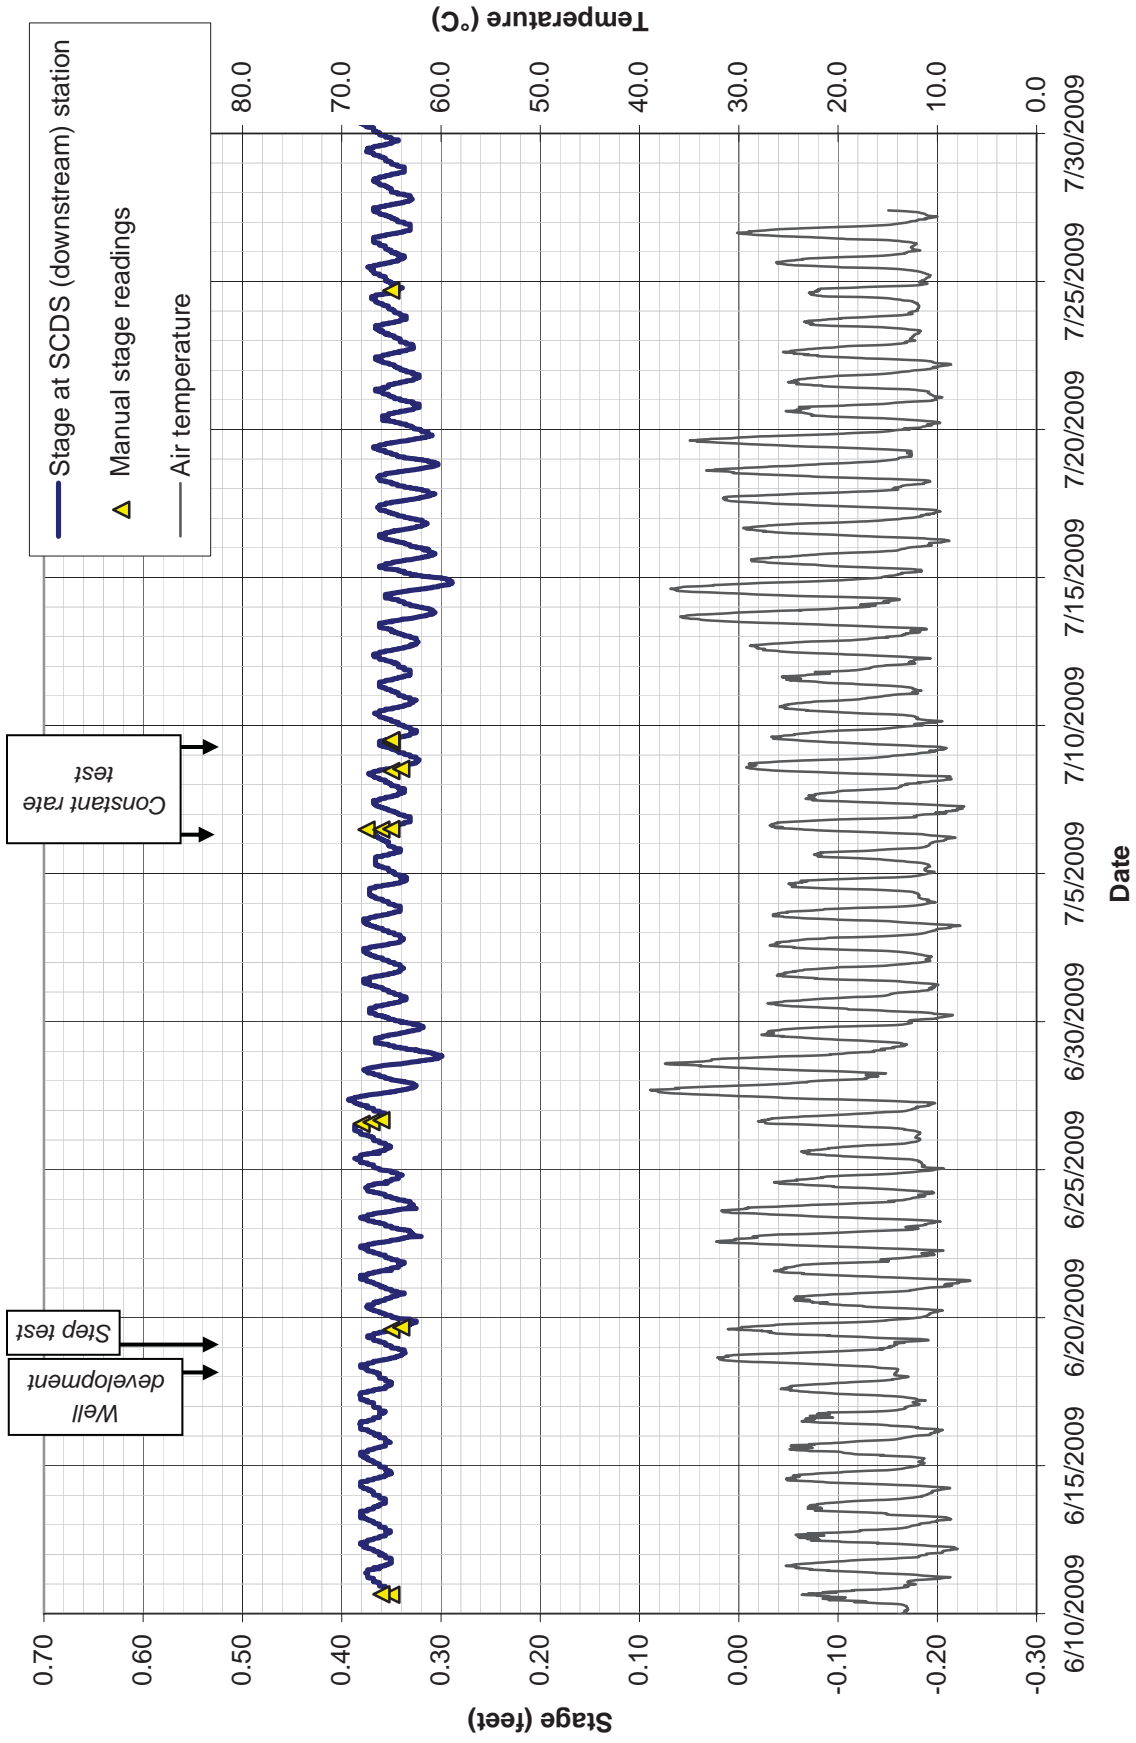 Stage at SCDS (downstream) station
Manual stage readings
Air temperature
Well
development
Step test
Constant rate
test
Stage (feet)
0.70
0.60
0.50
0.40
0.30
0.20
0.10
0.00
-0.10
-0.20
-0.30
Temperature (°C)
80.0
70.0
60.0
50.0
40.0
30.0
20.0
10.0
0.0
6/10/2009
6/15/2009
6/20/2009
6/25/2009
6/30/2009
7/5/2009
7/10/2009
7/15/2009
7/20/2009
7/25/2009
7/30/2009
Date